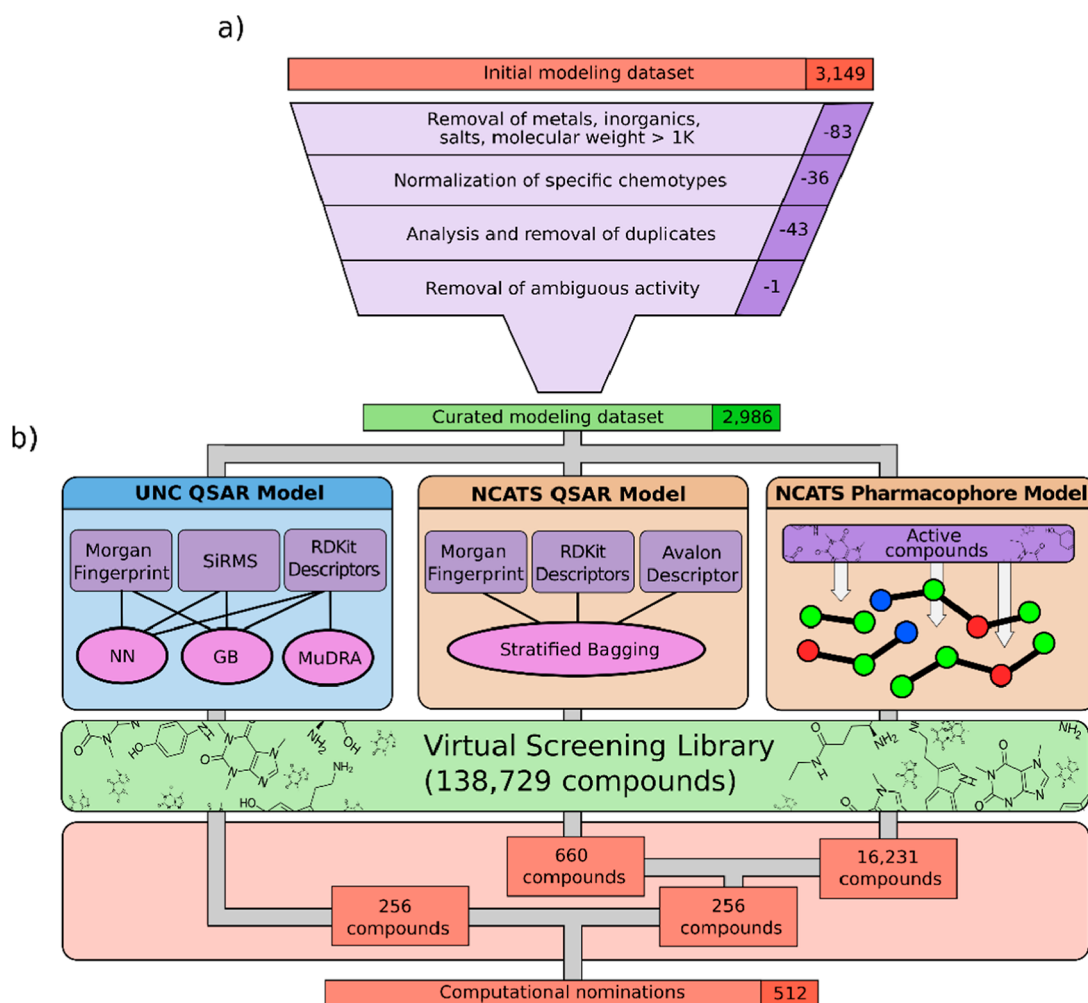 a)
Initial modeling dataset 3,149
Removal of metals, inorganics,
salts, molecular weight > 1K
-83
Normalization of specific chemotypes -36
Analysis and removal of duplicates -43
Removal of ambiguous activity -1
Curated modeling dataset 2,986
b)
UNC QSAR Model
Morgan
Fingerprint
SiRMS
RDKit
Descriptors
NN
GB
MuDRA
NCATS QSAR Model
Morgan
Fingerprint
RDKit
Descriptors
Avalon
Descriptor
Stratified Bagging
NCATS Pharmacophore Model
Active
compounds
Virtual Screening Library
(138,729 compounds)
660
compounds
16,231
compounds
256
compounds
256
compounds
Computational nominations 512